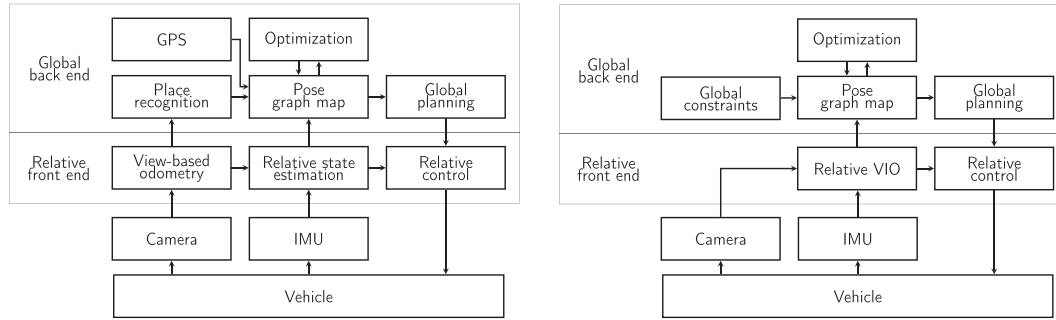 GPS
Optimization
Global
back end
Place
recognition
Pose
graph map
Global
planning
Relative
front end
View-based
odometry
Relative state
estimation
Relative
control
Camera
IMU
Vehicle
Optimization
Global
back end
Global
constraints
Pose
graph map
Global
planning
Relative
front end
Relative VIO
Relative
control
Camera
IMU
Vehicle